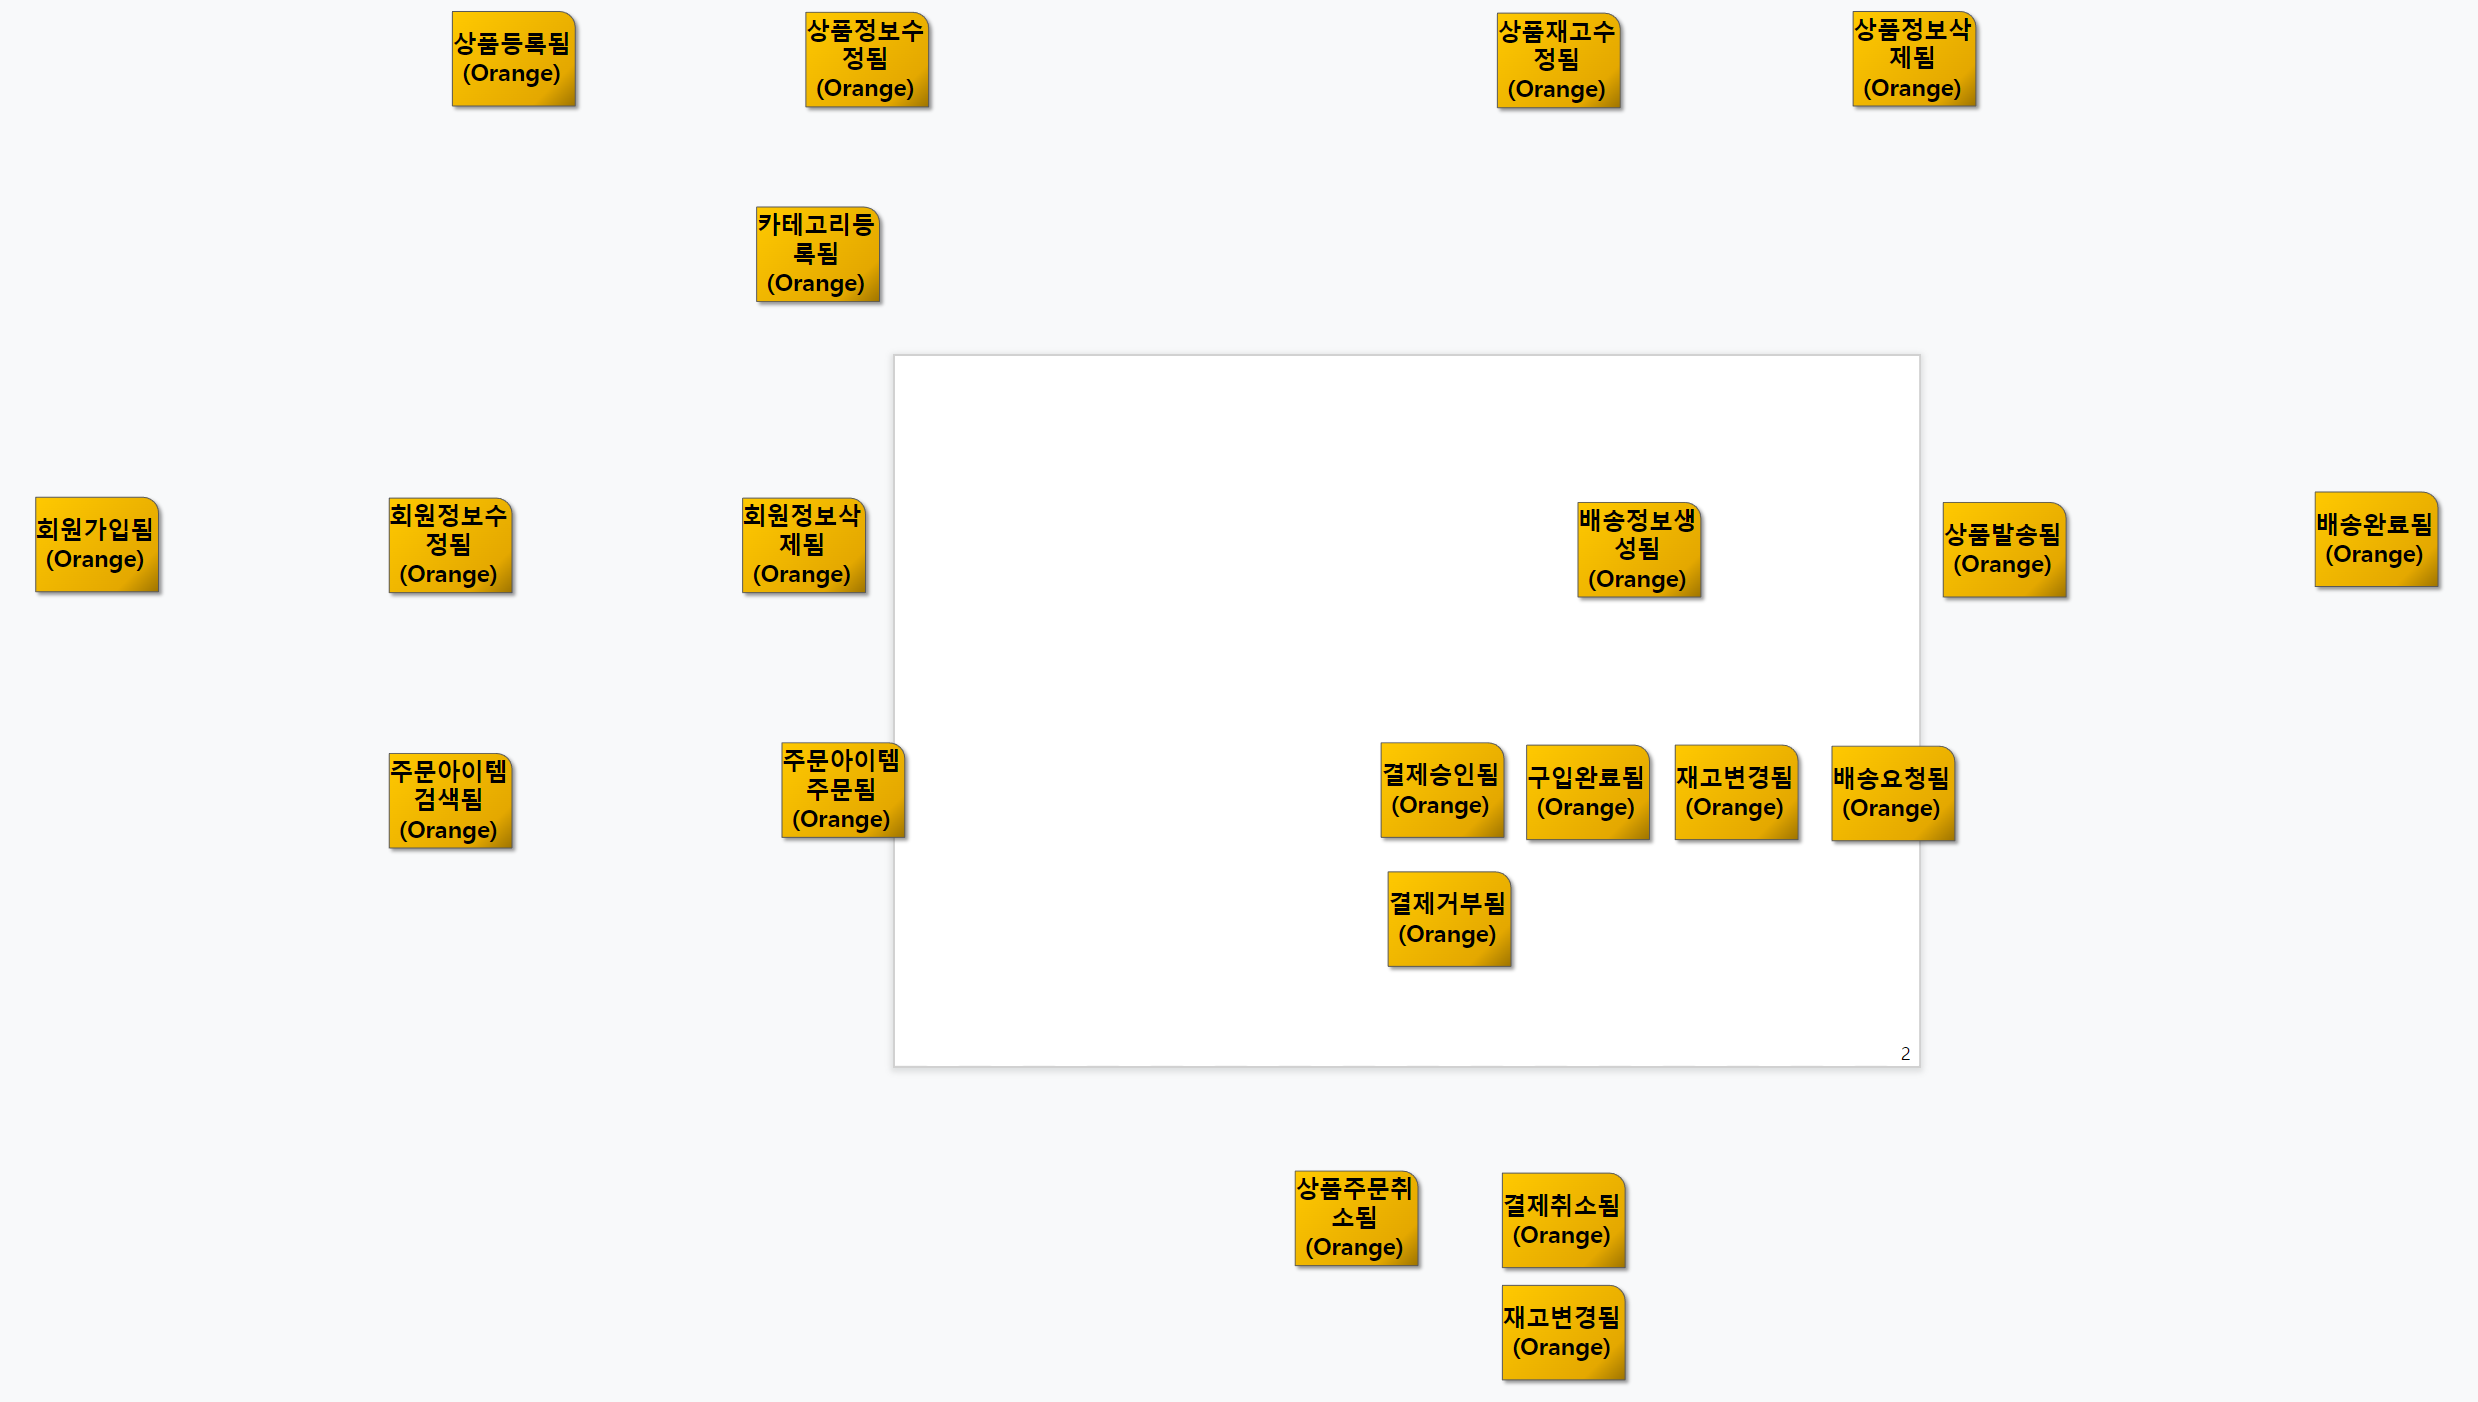 상품등록됨
(Orange)
상품정보수
정됨
(Orange)
상품재고수
정됨
(Orange)
상품정보삭
제됨
(Orange)
카테고리등
록됨
(Orange)
회원가입됨
(Orange)
회원정보수
정됨
(Orange)
회원정보삭
제됨
(Orange)
배송정보생
성됨
(Orange)
상품발송됨
(Orange)
배송완료됨
(Orange)
주문아이템
검색됨
(Orange)
주문아이템
주문됨
(Orange)
결제승인됨
(Orange)
구입완료됨
(Orange)
재고변경됨
(Orange)
배송요청됨
(Orange)
결제거부됨
(Orange)
2
상품주문취
소됨
(Orange)
결제취소됨
(Orange)
재고변경됨
(Orange)